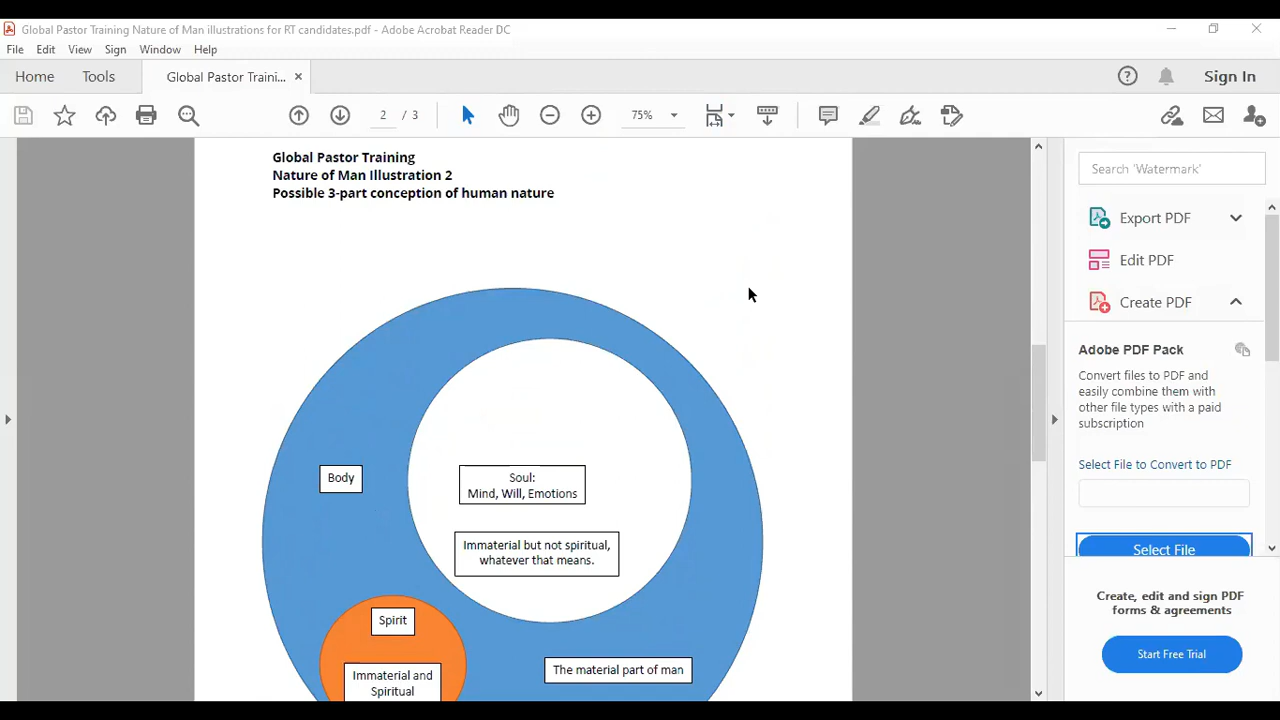 Global Pastor Training Nature of Man illustrations for RT candidates.pdf - Adobe Acrobat Reader DC
File Edit View Sign Window Help
Home Tools Global Pastor Traini... × Sign In
2 / 3 75%
Global Pastor Training
Nature of Man Illustration 2
Possible 3-part conception of human nature
Body
Soul:
Mind, Will, Emotions
Immaterial but not spiritual,
whatever that means.
Spirit
Immaterial and
Spiritual
The material part of man
Search 'Watermark'
Export PDF
Edit PDF
Create PDF
Adobe PDF Pack
Convert files to PDF and
easily combine them with
other file types with a paid
subscription
Select File to Convert to PDF
Select File
Create, edit and sign PDF
forms & agreements
Start Free Trial